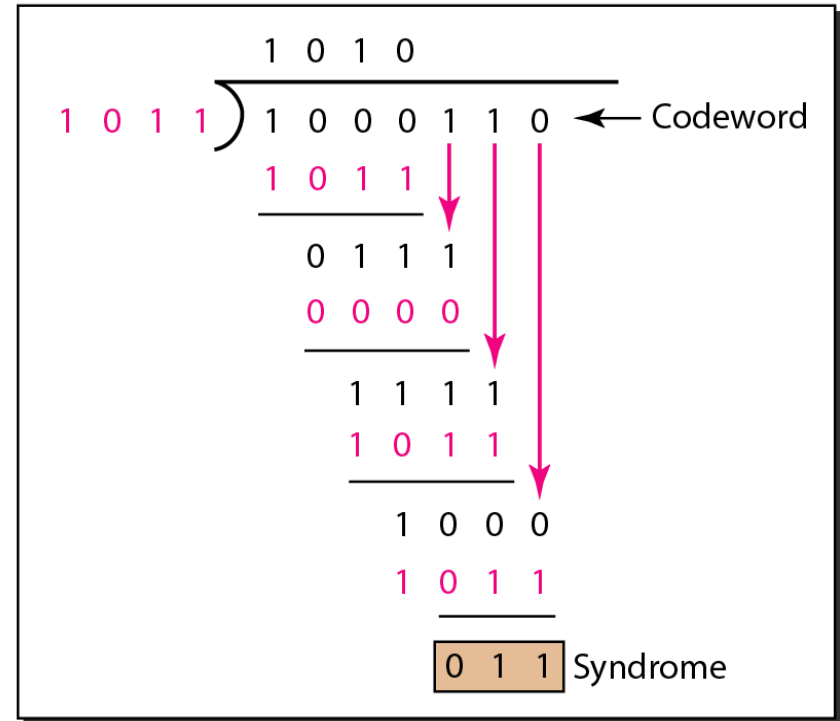 1 0 1 0
1 0 1 1 1 0 0 0 1 1 0 Codeword
1 0 1 1
0 1 1 1
0 0 0 0
1 1 1 1
1 0 1 1
1 0 0 0
1 0 1 1
0 1 1 Syndrome